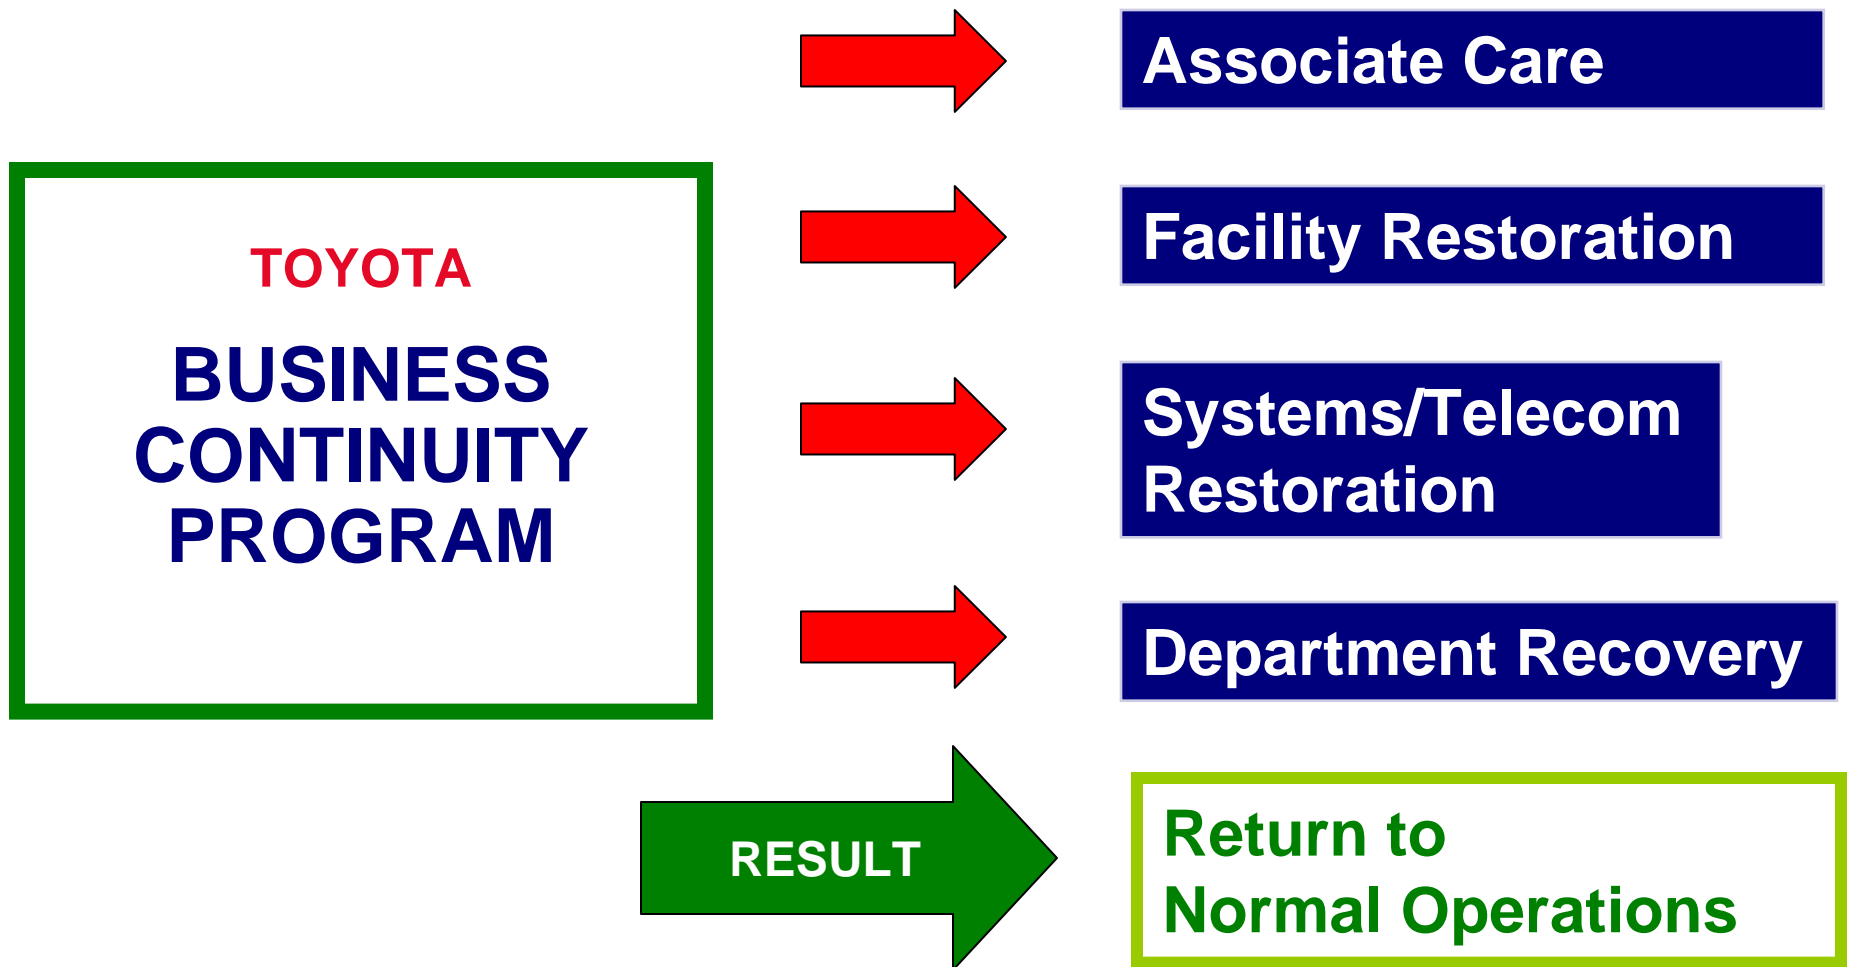 TOYOTA
BUSINESS
CONTINUITY
PROGRAM
Associate Care
Facility Restoration
Systems/Telecom
Restoration
Department Recovery
RESULT
Return to
Normal Operations